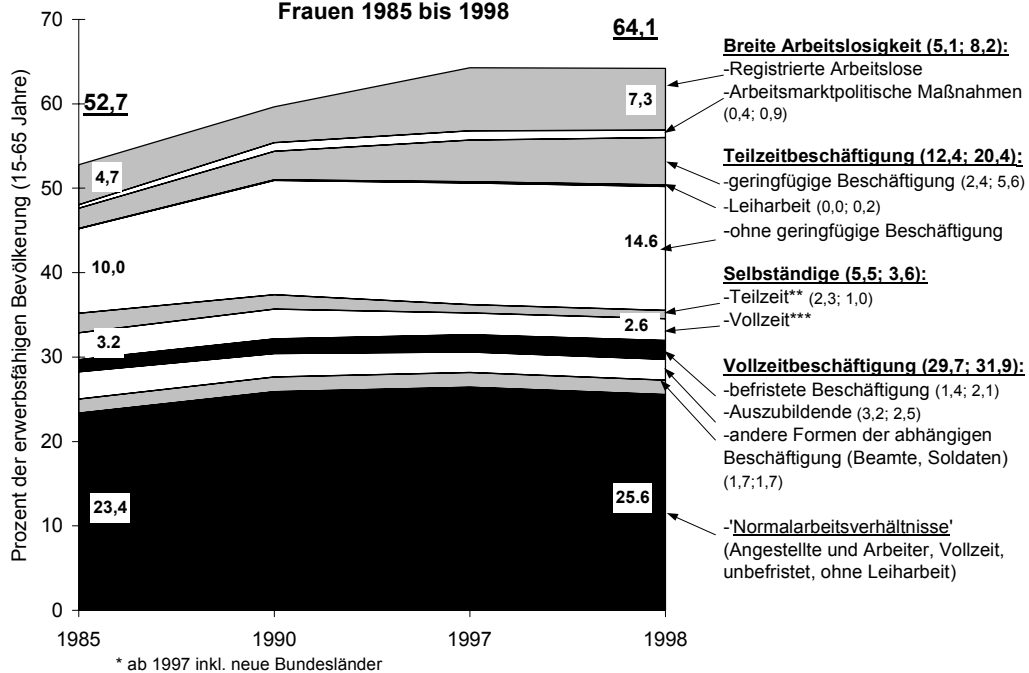 Frauen 1985 bis 1998
Prozent der erwerbsfähigen Bevölkerung (15-65 Jahre)
70
60
50
40
30
20
10
0
52,7
4,7
10,0
3.2
23,4
64,1
7,3
14.6
2.6
25.6
1985
1990
1997
1998
* ab 1997 inkl. neue Bundesländer
Breite Arbeitslosigkeit (5,1; 8,2):
-Registrierte Arbeitslose
-Arbeitsmarktpolitische Maßnahmen
(0,4; 0,9)
Teilzeitbeschäftigung (12,4; 20,4):
-geringfügige Beschäftigung (2,4; 5,6)
-Leiharbeit (0,0; 0,2)
-ohne geringfügige Beschäftigung
Selbständige (5,5; 3,6):
-Teilzeit** (2,3; 1,0)
-Vollzeit***
Vollzeitbeschäftigung (29,7; 31,9):
-befristete Beschäftigung (1,4; 2,1)
-Auszubildende (3,2; 2,5)
-andere Formen der abhängigen
Beschäftigung (Beamte, Soldaten)
(1,7;1,7)
-'Normalarbeitsverhältnisse'
(Angestellte und Arbeiter, Vollzeit,
unbefristet, ohne Leiharbeit)